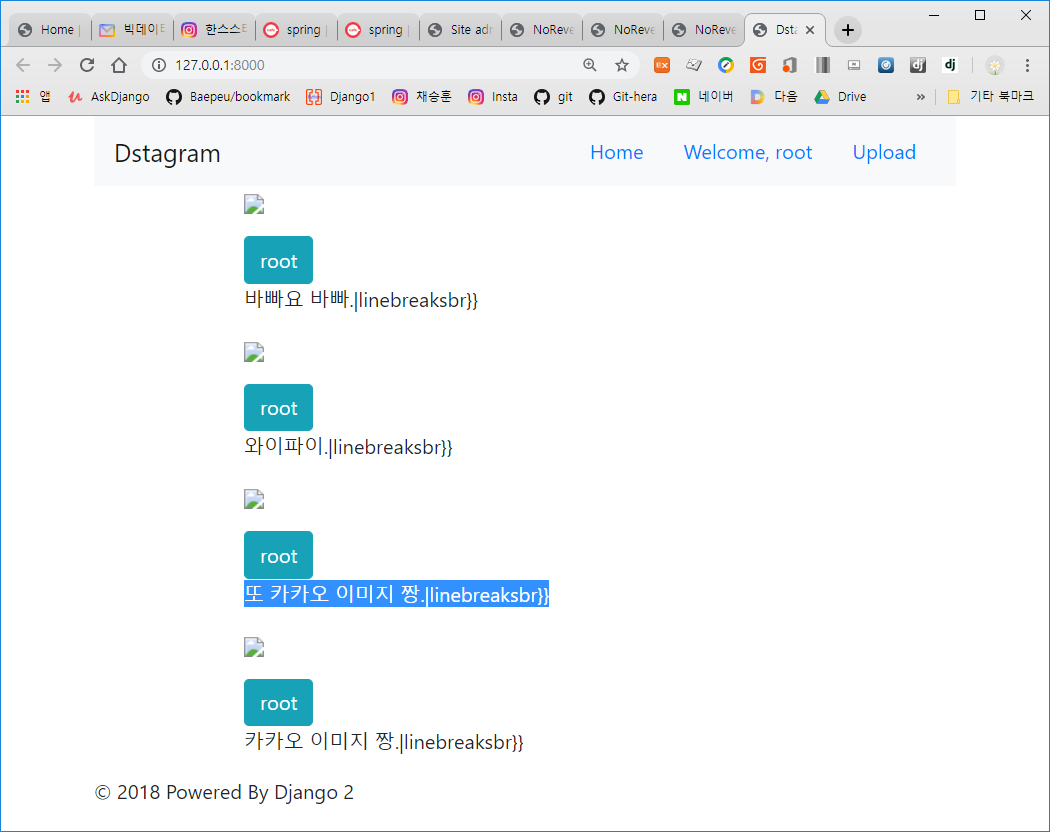 Home
빅데이트
한스스트
spring
spring
Site adr
NoReve
NoReve
NoReve
Dsta
127.0.0.1:8000
앱
AskDjango
Baepeu/bookmark
Django1
채승훈
Insta
git
Git-hera
네이버
다음
Drive
»
기타 북마크
Dstagram
Home
Welcome, root
Upload
root
바빠요 바빠.|linebreaksbr}}
root
와이파이.|linebreaksbr}}
root
또 카카오 이미지 짱.|linebreaksbr}}
root
카카오 이미지 짱.|linebreaksbr}}
© 2018 Powered By Django 2